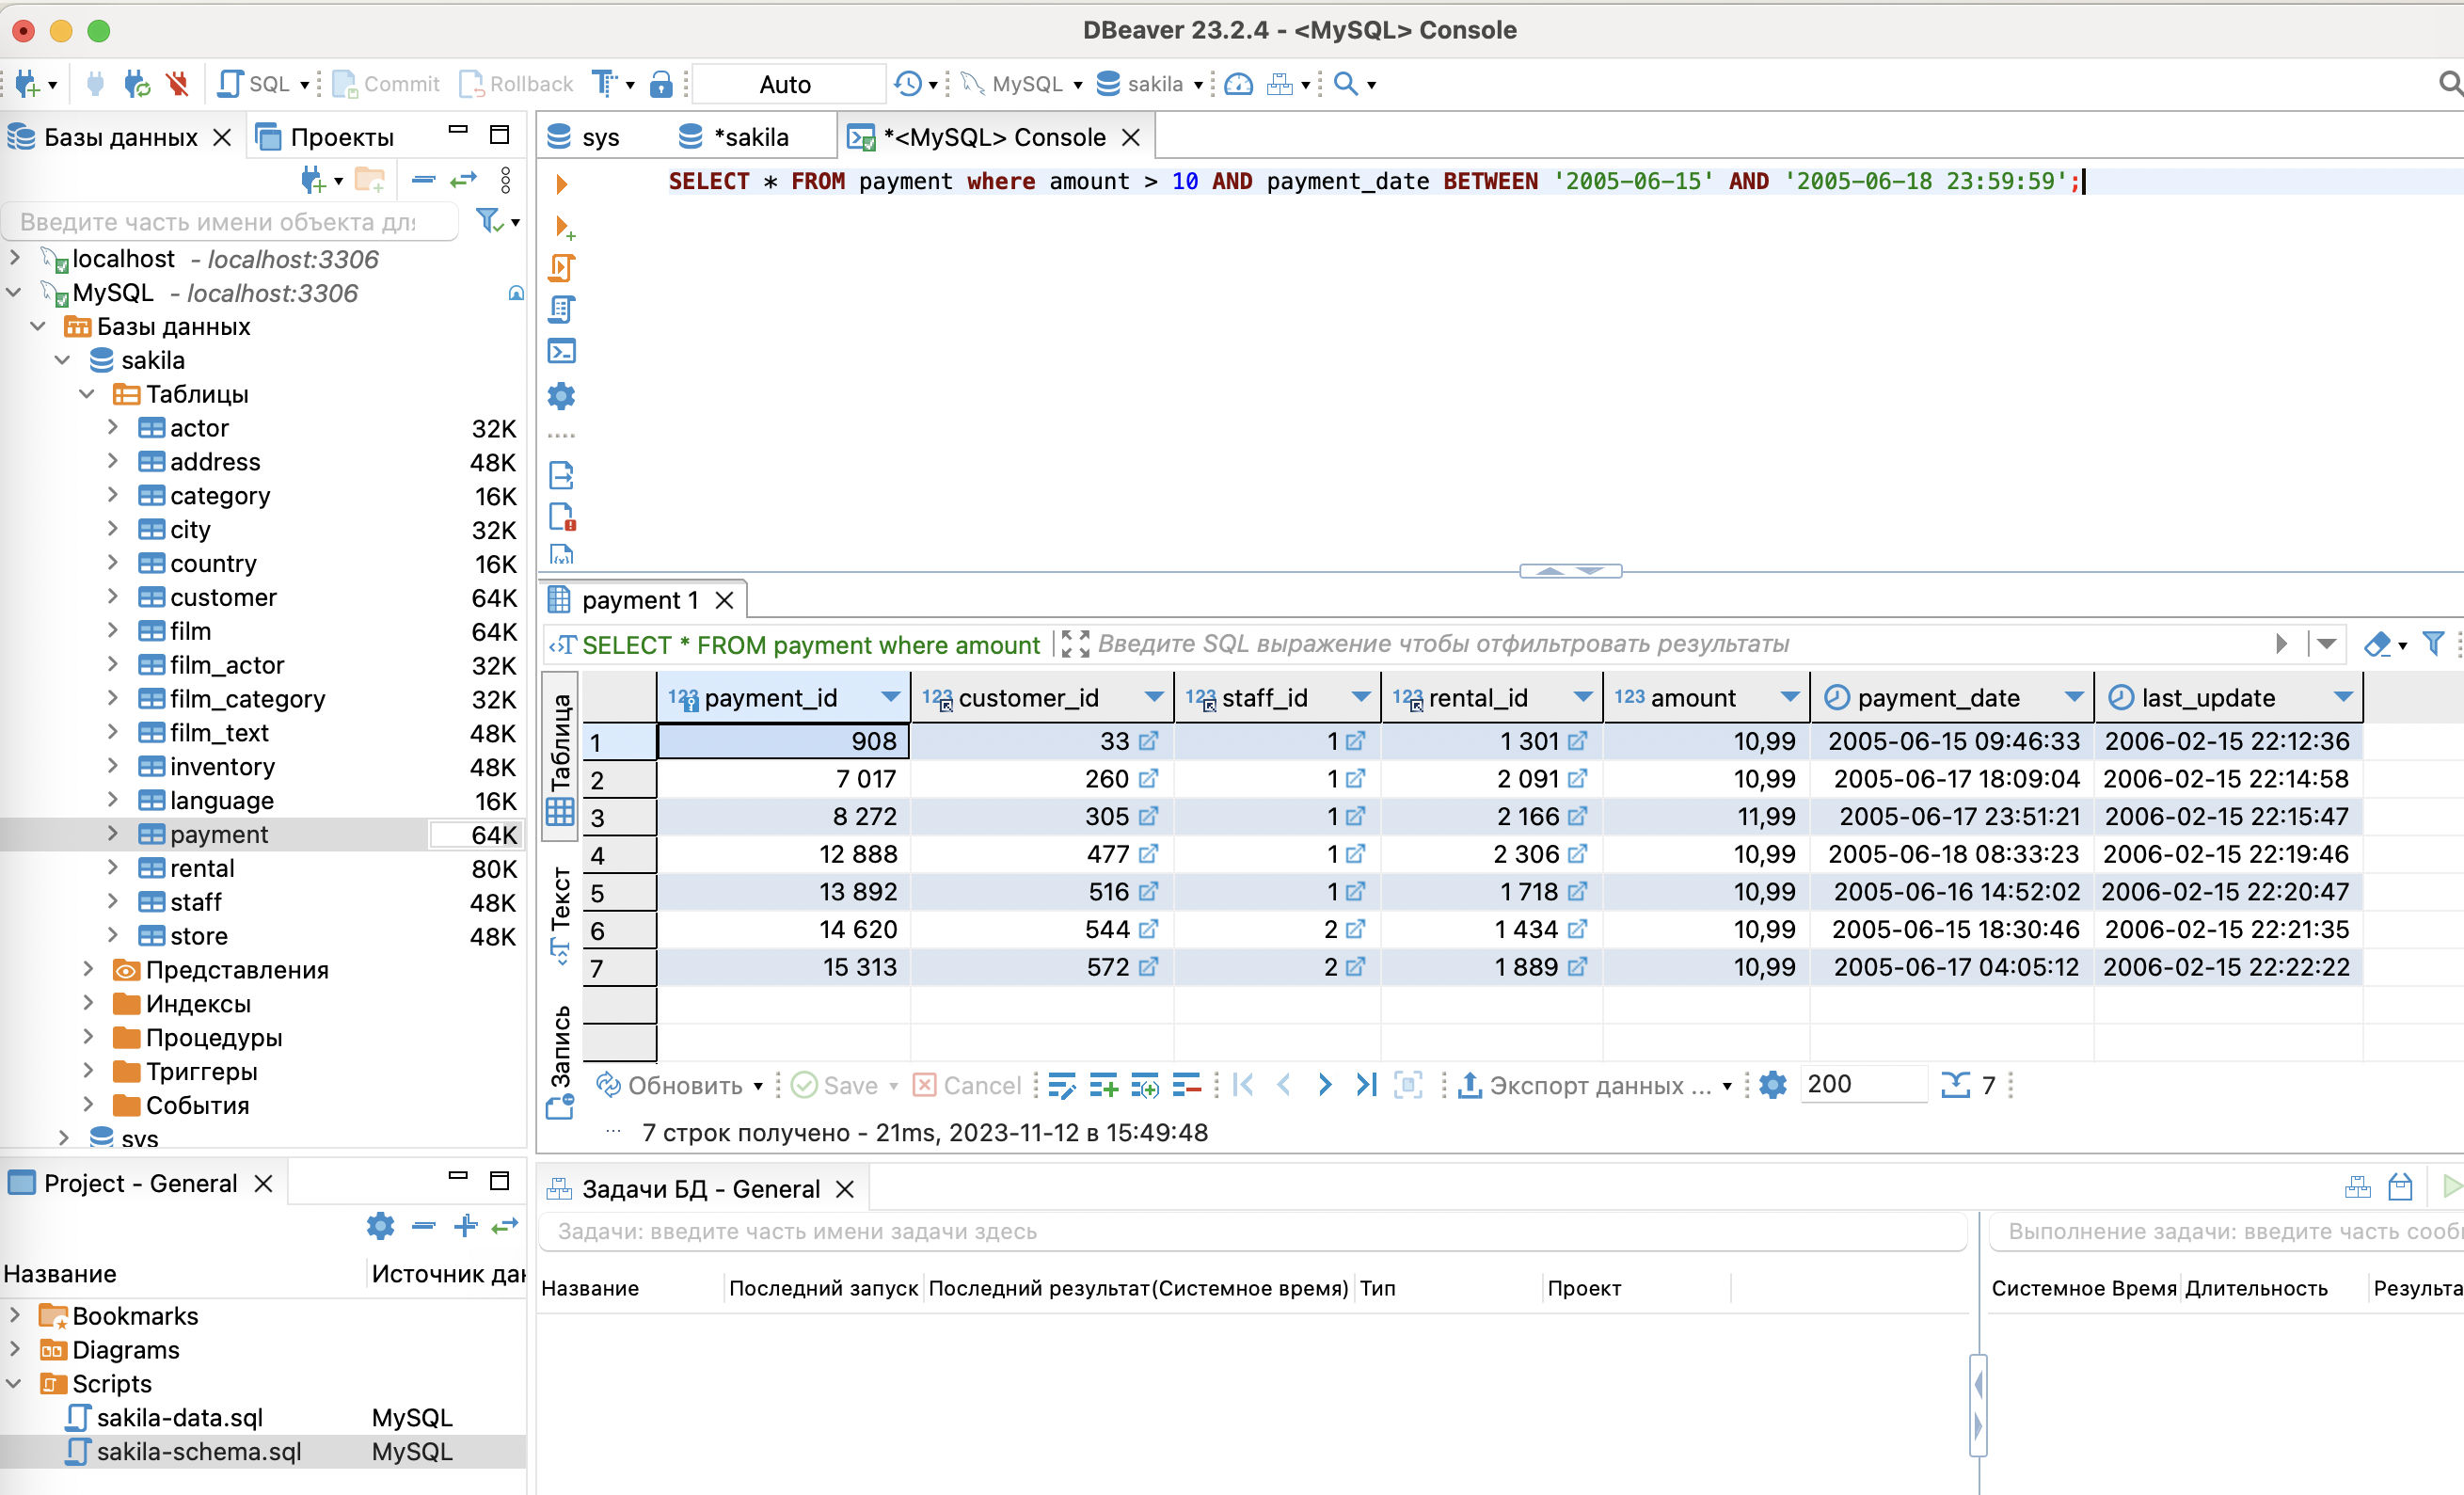 DBeaver 23.2.4 - <MySQL> Console
SQL Commit Rollback Auto MySQL sakila
Базы данных Проекты
Введите часть имени объекта для
localhost - localhost:3306
MySQL - localhost:3306
Базы данных
sakila
Таблицы
actor 32K
address 48K
category 16K
city 32K
country 16K
customer 64K
film 64K
film_actor 32K
film_category 32K
film_text 48K
inventory 48K
language 16K
payment 64K
rental 80K
staff 48K
store 48K
Представления
Индексы
Процедуры
Триггеры
События
sys
Project - General
Название Источник дан
Bookmarks
Diagrams
Scripts
sakila-data.sql MySQL
sakila-schema.sql MySQL
sys *sakila *<MySQL> Console
SELECT * FROM payment where amount > 10 AND payment_date BETWEEN '2005-06-15' AND '2005-06-18 23:59:59';
payment 1
SELECT * FROM payment where amount Введите SQL выражение чтобы отфильтровать результаты
Таблица
Текст
Запись
123 payment_id 123 customer_id 123 staff_id 123 rental_id 123 amount payment_date last_update
1 908 33 1 1 301 10,99 2005-06-15 09:46:33 2006-02-15 22:12:36
2 7 017 260 1 2 091 10,99 2005-06-17 18:09:04 2006-02-15 22:14:58
3 8 272 305 1 2 166 11,99 2005-06-17 23:51:21 2006-02-15 22:15:47
4 12 888 477 1 2 306 10,99 2005-06-18 08:33:23 2006-02-15 22:19:46
5 13 892 516 1 1 718 10,99 2005-06-16 14:52:02 2006-02-15 22:20:47
6 14 620 544 2 1 434 10,99 2005-06-15 18:30:46 2006-02-15 22:21:35
7 15 313 572 2 1 889 10,99 2005-06-17 04:05:12 2006-02-15 22:22:22
Обновить Save Cancel Экспорт данных ... 200 7
7 строк получено - 21ms, 2023-11-12 в 15:49:48
Задачи БД - General
Задачи: введите часть имени задачи здесь
Выполнение задачи: введите часть сооб
Название Последний запуск Последний результат(Системное время) Тип Проект
Системное Время Длительность Результа